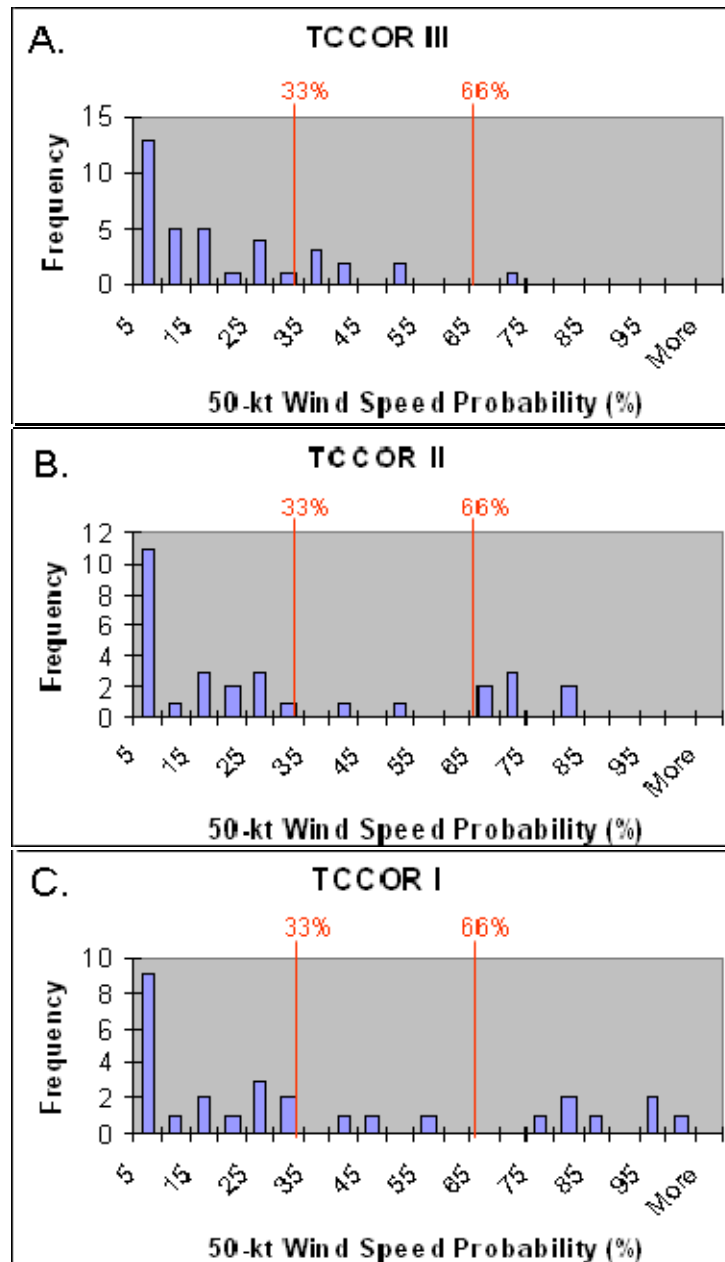 A.
TCCOR III
33% 66%
Frequency
15
10
5
0
5 15 25 35 45 55 65 75 85 95 More
50-kt Wind Speed Probability (%)
B.
TCCOR II
33% 66%
Frequency
12
10
8
6
4
2
0
5 15 25 35 45 55 65 75 85 95 More
50-kt Wind Speed Probability (%)
C.
TCCOR I
33% 66%
Frequency
10
8
6
4
2
0
5 15 25 35 45 55 65 75 85 95 More
50-kt Wind Speed Probability (%)